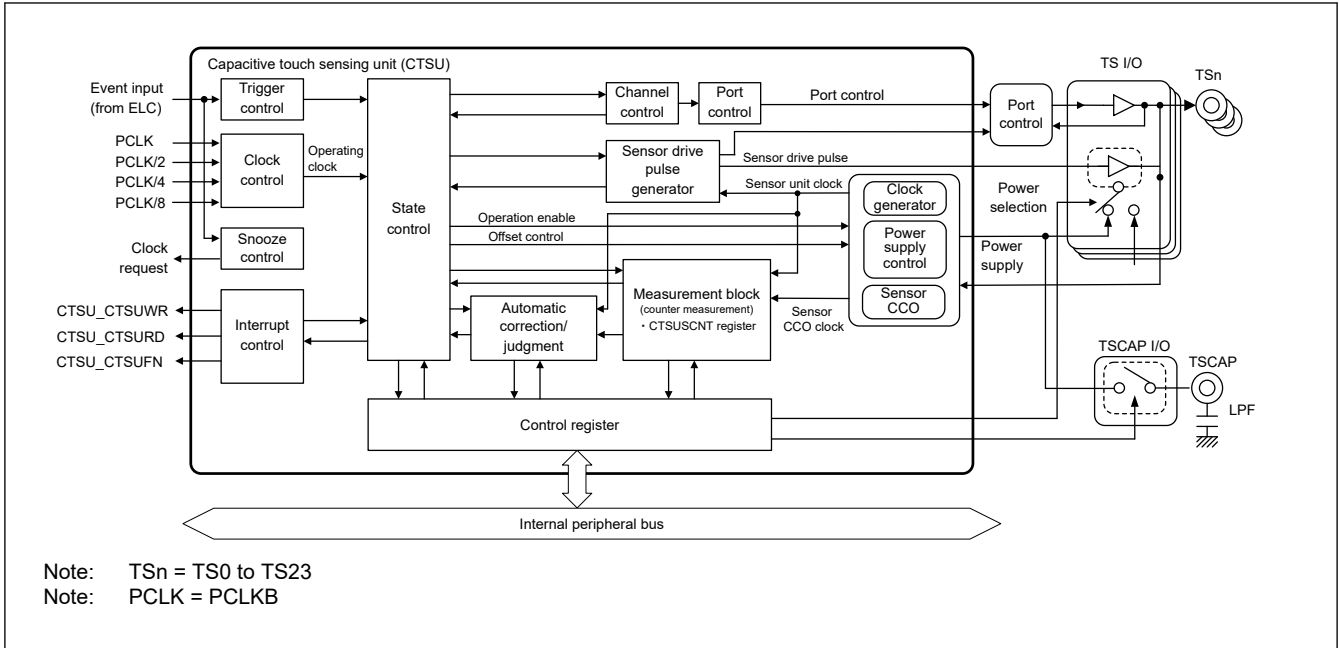 Capacitive touch sensing unit (CTSU)
Event input
(from ELC)
Trigger
control
PCLK
PCLK/2
PCLK/4
PCLK/8
Clock
control
Operating
clock
Clock
request
Snooze
control
CTSU_CTSUWR
CTSU_CTSURD
CTSU_CTSUFN
Interrupt
control
State
control
Channel
control
Port
control
Port control
Sensor drive
pulse
generator
Sensor drive pulse
Sensor unit clock
Operation enable
Offset control
Clock
generator
Power
supply
control
Sensor
CCO
Measurement block
(counter measurement)
・CTSUSCNT register
Sensor
CCO clock
Automatic
correction/
judgment
Control register
Port
control
TS I/O
TSn
Power
selection
Power
supply
TSCAP I/O
TSCAP
LPF
Internal peripheral bus
Note: TSn = TS0 to TS23
Note: PCLK = PCLKB